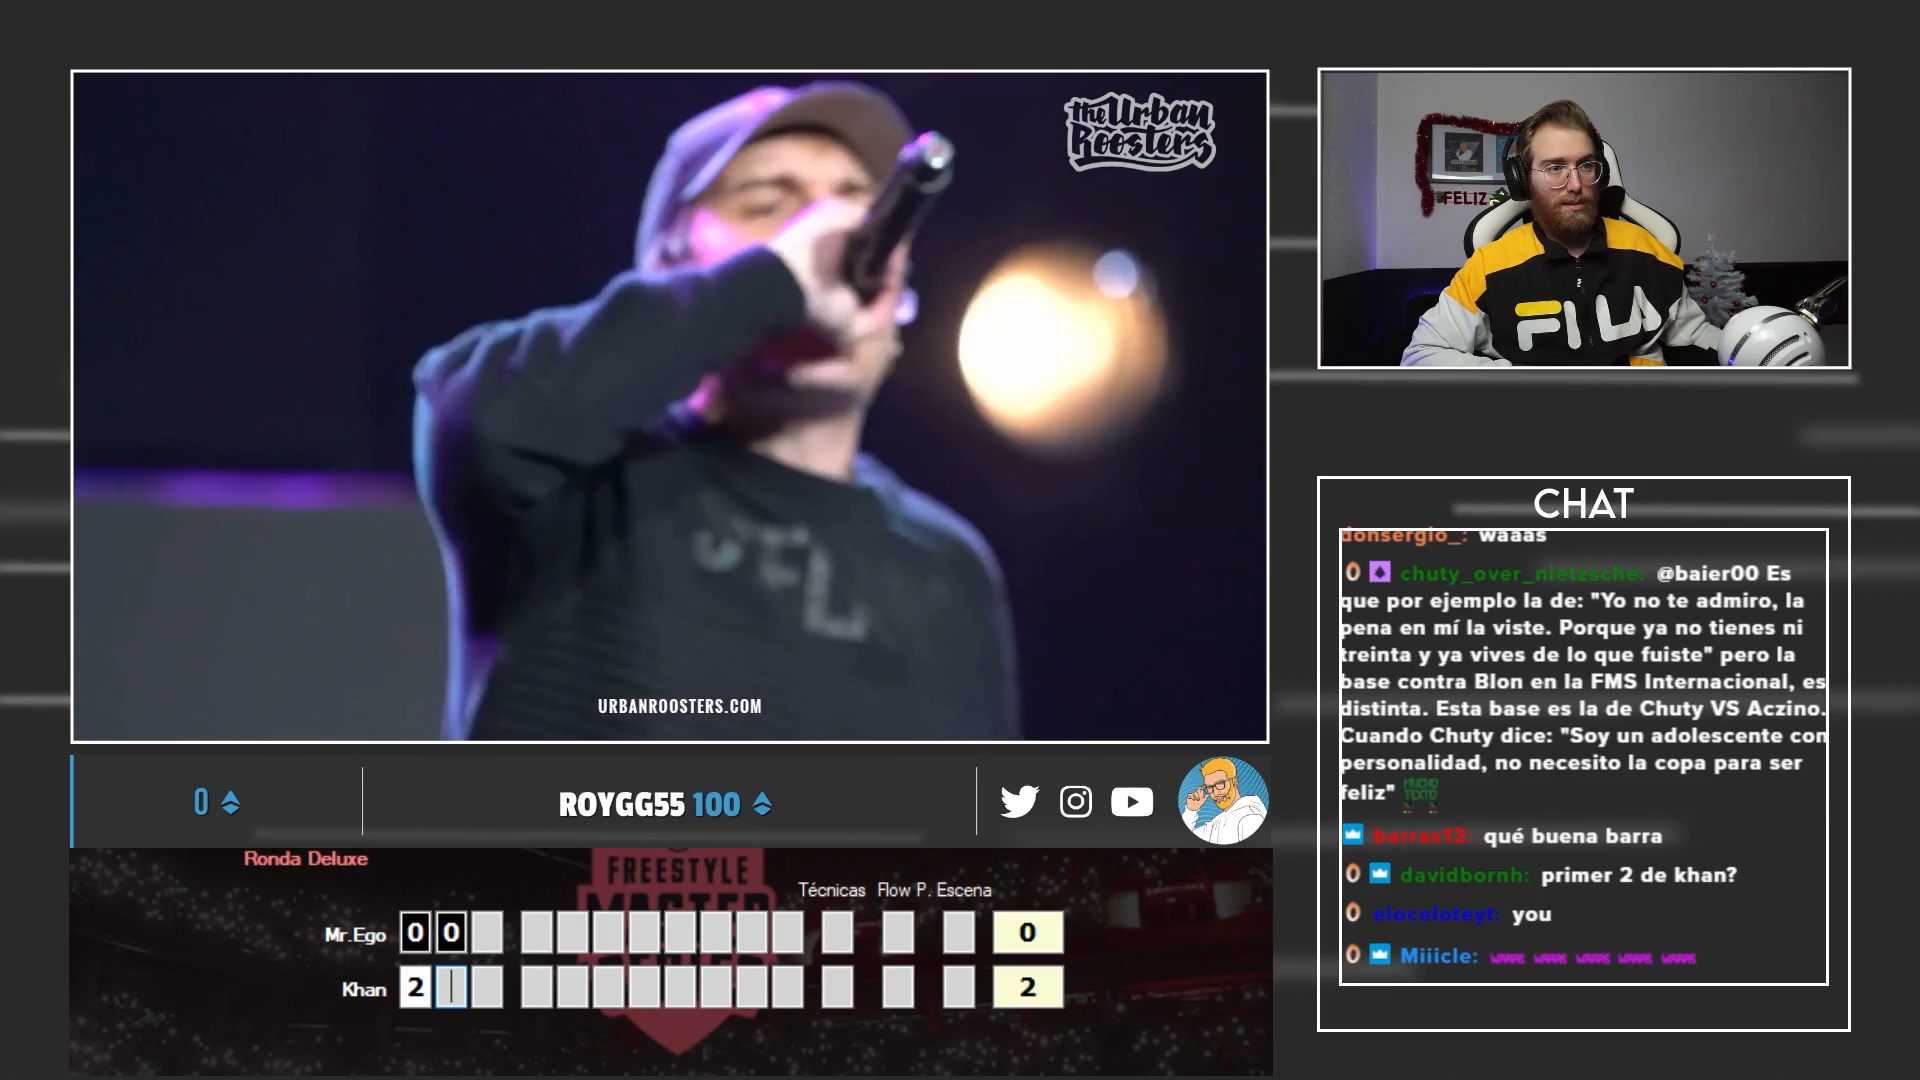 the Urban
Roosters
URBANROOSTERS.COM
FELIZ
FILA
CHAT
donsergio_: waaas
chuty_over_nietzsche: @baier00 Es
que por ejemplo la de: "Yo no te admiro, la
pena en mí la viste. Porque ya no tienes ni
treinta y ya vives de lo que fuiste" pero la
base contra Blon en la FMS Internacional, es
distinta. Esta base es la de Chuty VS Aczino.
Cuando Chuty dice: "Soy un adolescente con
personalidad, no necesito la copa para ser
feliz" MUCHO
TEXTO
barras13: qué buena barra
davidbornh: primer 2 de khan?
eloceloteyt: you
Miiicle:
0
ROYGG55 100
Ronda Deluxe
FREESTYLE
MASTER
Técnicas Flow P. Escena
Mr.Ego 0 0 0
Khan 2 2